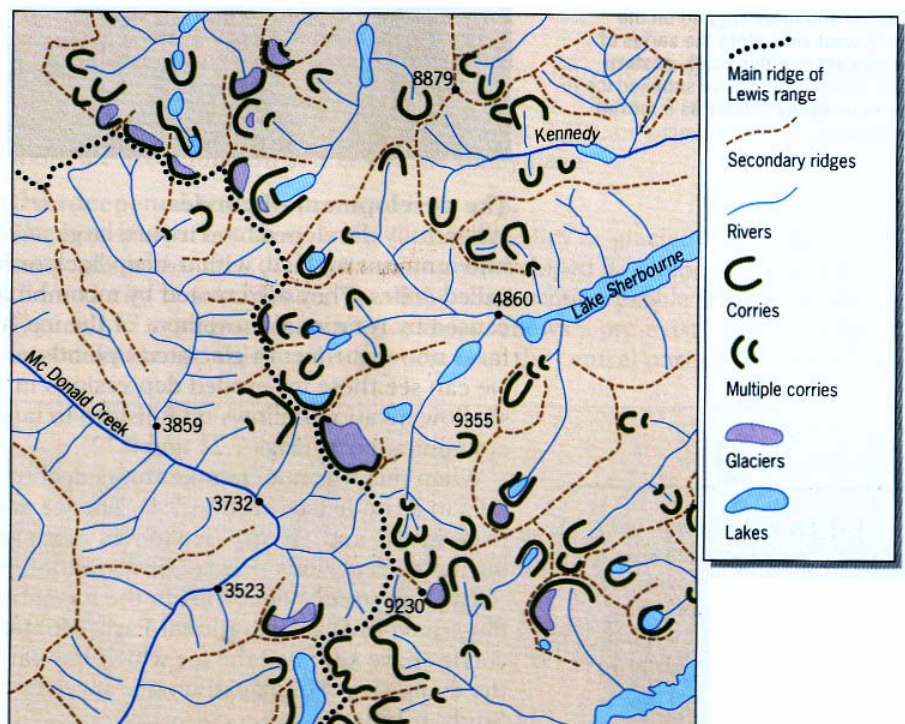 8879
Kennedy
Lake Sherbourne
4860
Mc Donald Creek
3859
9355
3732
3523
9230
Main ridge of
Lewis range
Secondary ridges
Rivers
Corries
Multiple corries
Glaciers
Lakes